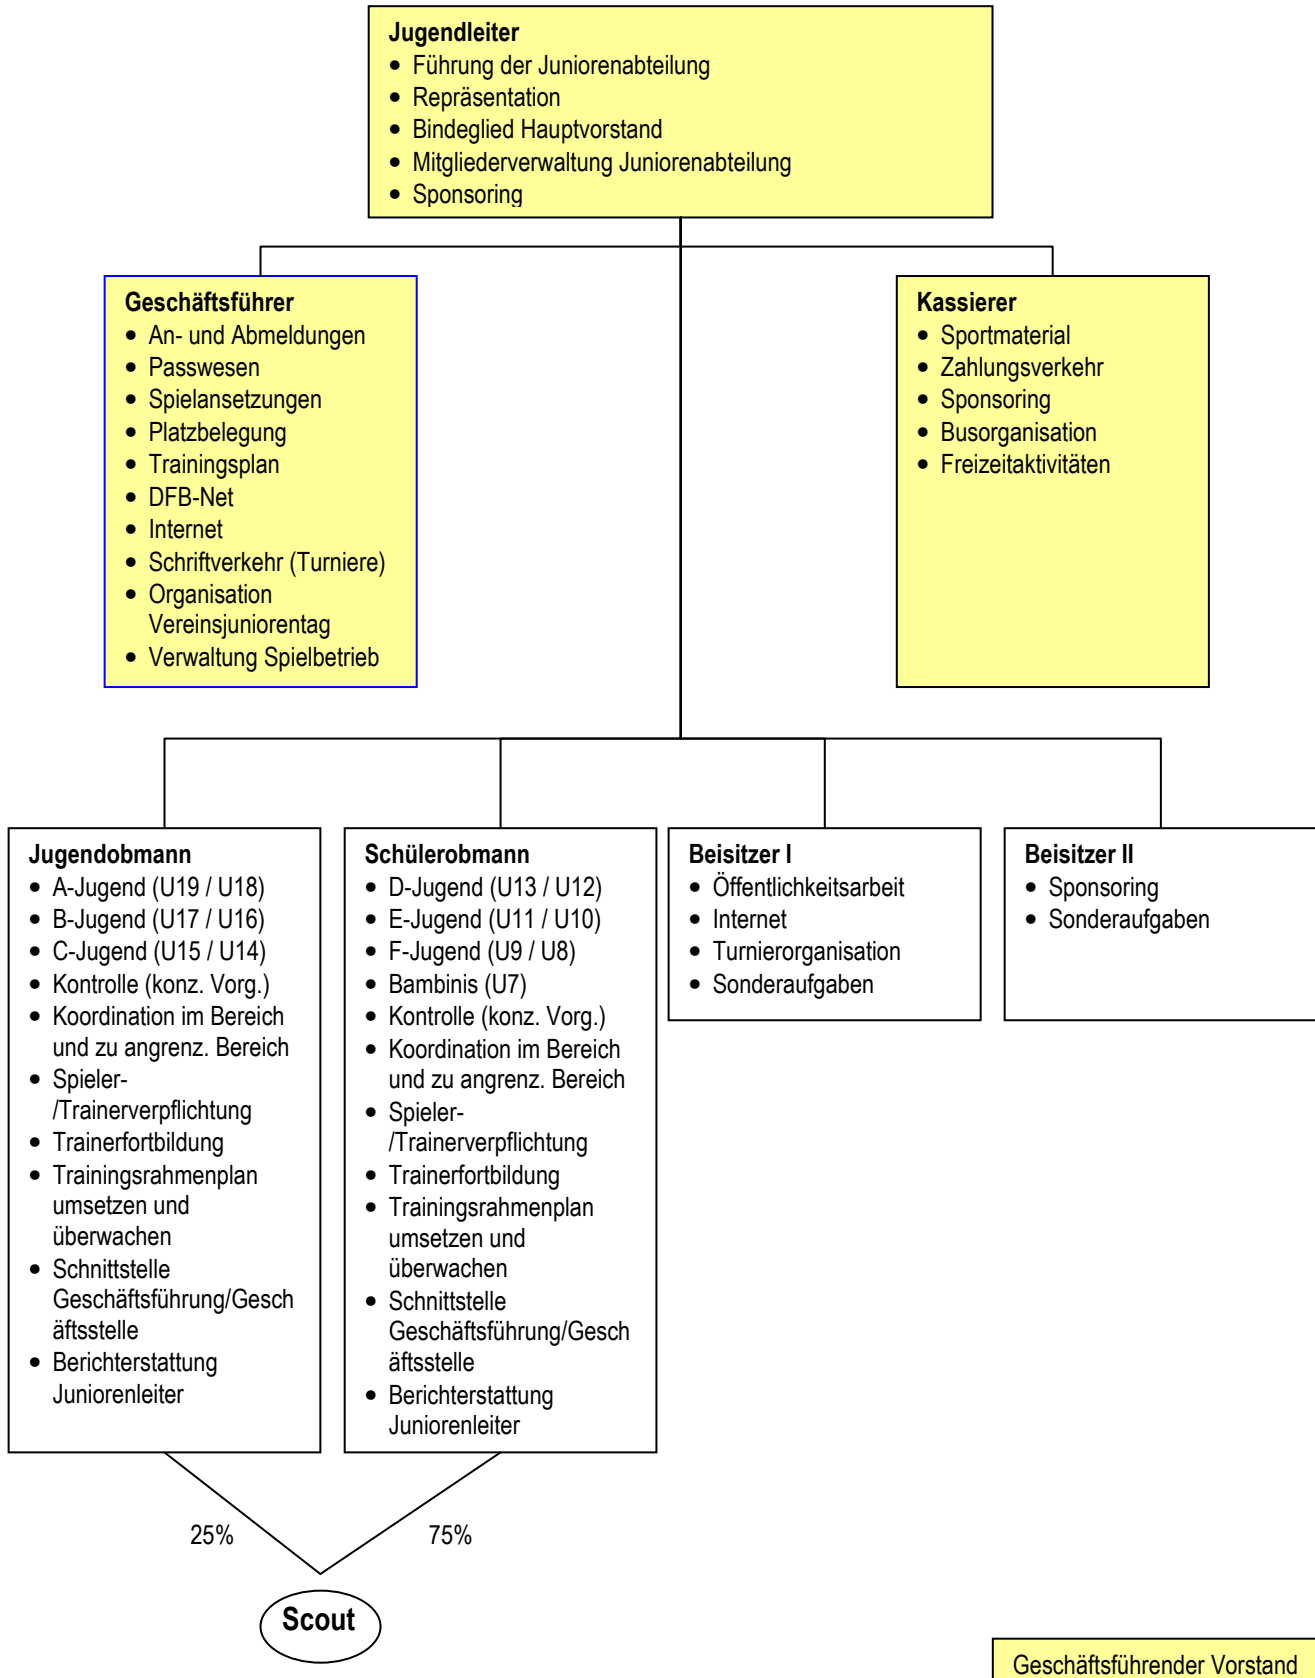 Jugendleiter
• Führung der Juniorenabteilung
• Repräsentation
• Bindeglied Hauptvorstand
• Mitgliederverwaltung Juniorenabteilung
• Sponsoring
Geschäftsführer
• An- und Abmeldungen
• Passwesen
• Spielansetzungen
• Platzbelegung
• Trainingsplan
• DFB-Net
• Internet
• Schriftverkehr (Turniere)
• Organisation
Vereinsjuniorentag
• Verwaltung Spielbetrieb
Kassierer
• Sportmaterial
• Zahlungsverkehr
• Sponsoring
• Busorganisation
• Freizeitaktivitäten
Jugendobmann
• A-Jugend (U19 / U18)
• B-Jugend (U17 / U16)
• C-Jugend (U15 / U14)
• Kontrolle (konz. Vorg.)
• Koordination im Bereich
und zu angrenz. Bereich
• Spieler-
/Trainerverpflichtung
• Trainerfortbildung
• Trainingsrahmenplan
umsetzen und
überwachen
• Schnittstelle
Geschäftsführung/Gesch
äftsstelle
• Berichterstattung
Juniorenleiter
Schülerobmann
• D-Jugend (U13 / U12)
• E-Jugend (U11 / U10)
• F-Jugend (U9 / U8)
• Bambinis (U7)
• Kontrolle (konz. Vorg.)
• Koordination im Bereich
und zu angrenz. Bereich
• Spieler-
/Trainerverpflichtung
• Trainerfortbildung
• Trainingsrahmenplan
umsetzen und
überwachen
• Schnittstelle
Geschäftsführung/Gesch
äftsstelle
• Berichterstattung
Juniorenleiter
Beisitzer I
• Öffentlichkeitsarbeit
• Internet
• Turnierorganisation
• Sonderaufgaben
Beisitzer II
• Sponsoring
• Sonderaufgaben
25%
75%
Scout
Geschäftsführender Vorstand